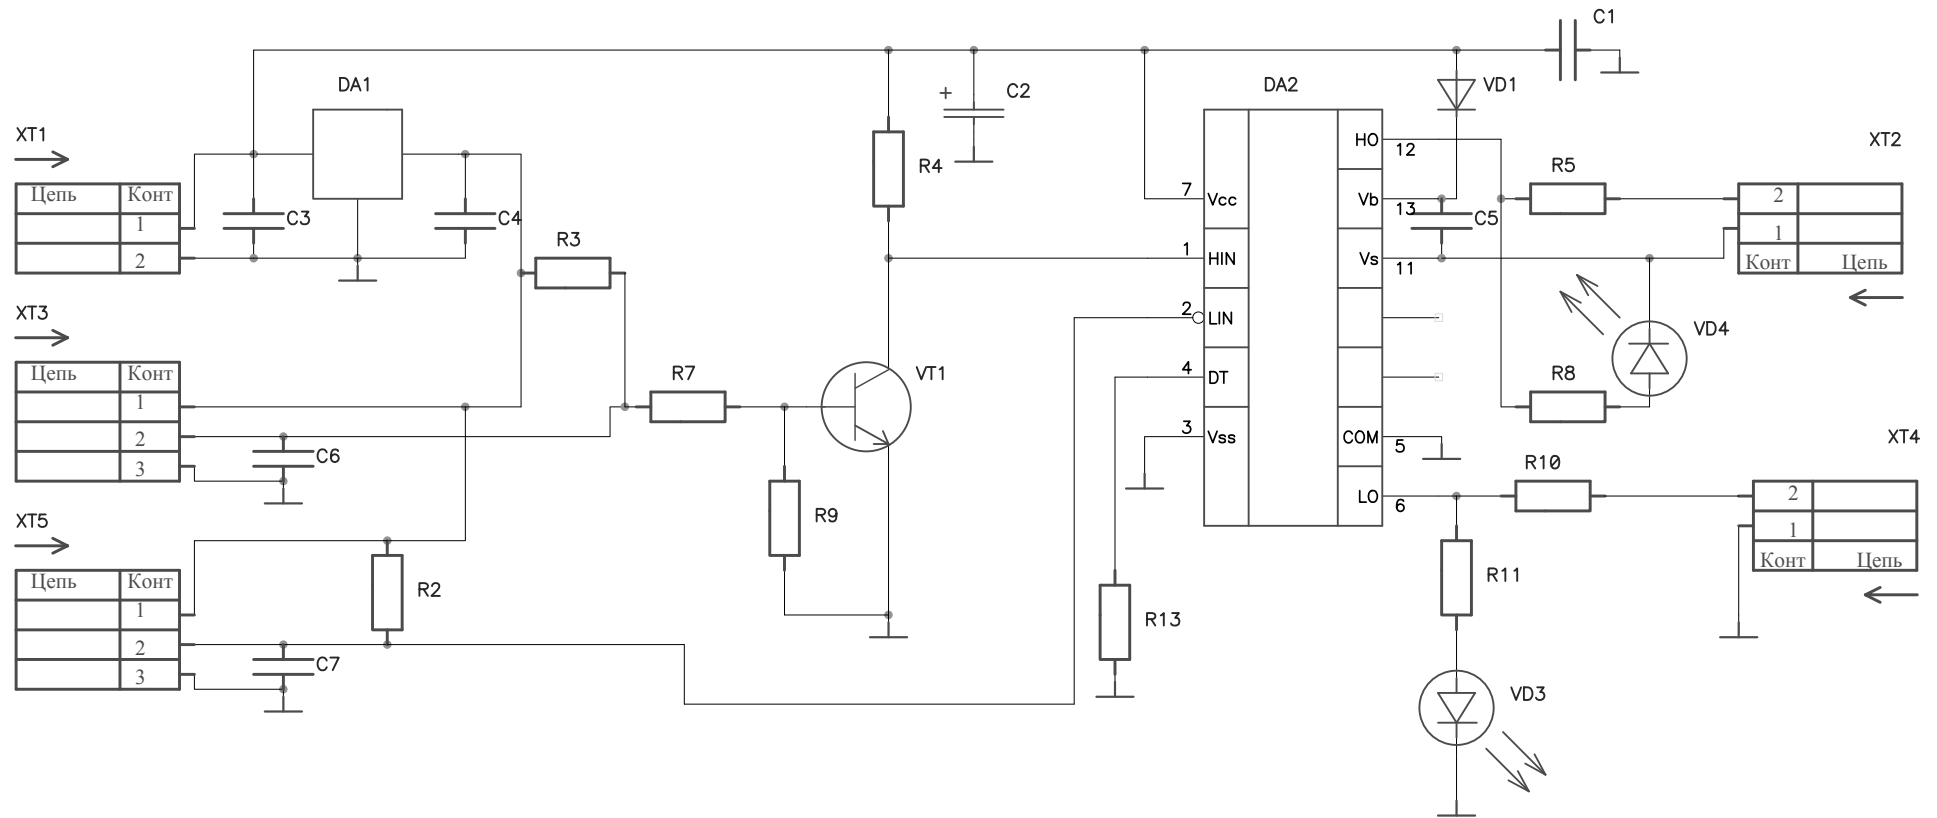 C1
DA1
+ C2
DA2
VD1
XT1
R4
HO
12
XT2
Цепь Конт
1
2
C3
C4
R3
7 Vcc
Vb
13
C5
R5
2
1
Конт Цепь
1 HIN
Vs
11
XT3
2 LIN
VD4
Цепь Конт
1
2
3
C6
R7
VT1
4 DT
R8
3 Vss
COM
5
XT4
R9
LO
6
R10
2
1
Конт Цепь
XT5
Цепь Конт
1
2
3
C7
R2
R13
R11
VD3